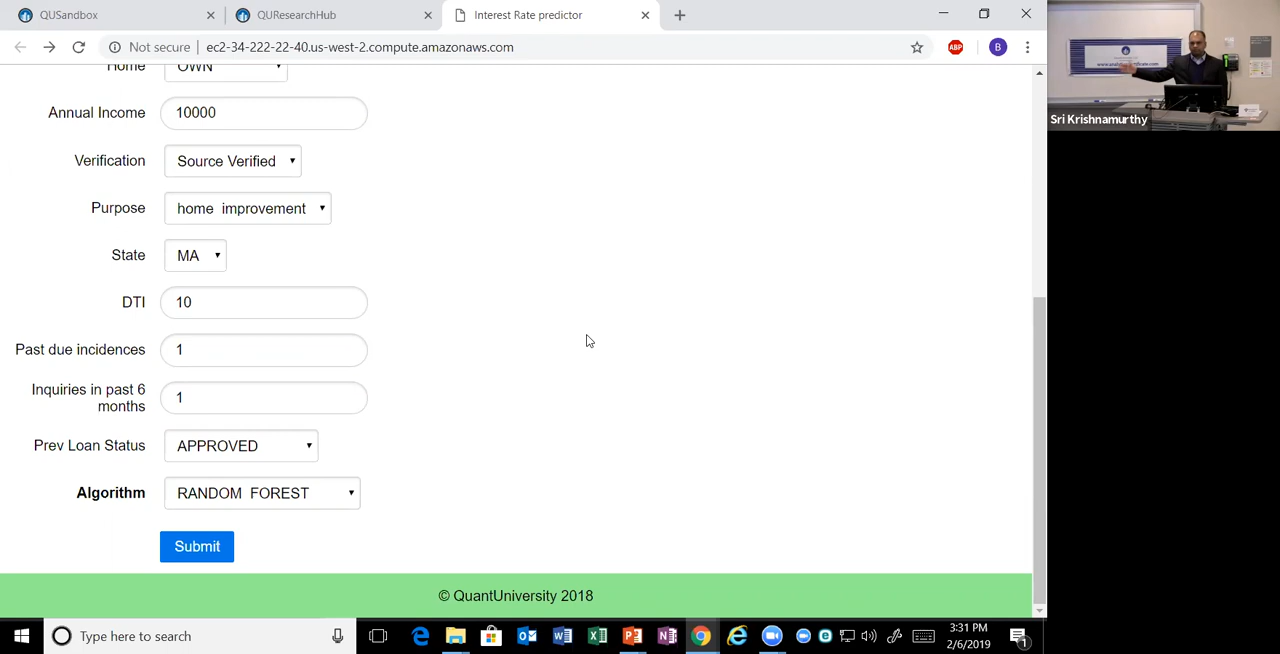 QUSandbox
QUResearchHub
Interest Rate predictor
Not secure
ec2-34-222-22-40.us-west-2.compute.amazonaws.com
ABP
B
Home
OWN
Annual Income
10000
Verification
Source Verified
Purpose
home improvement
State
MA
DTI
10
Past due incidences
1
Inquiries in past 6
months
1
Prev Loan Status
APPROVED
Algorithm
RANDOM FOREST
Submit
© QuantUniversity 2018
Type here to search
3:31 PM
2/6/2019
1
Sri Krishnamurthy